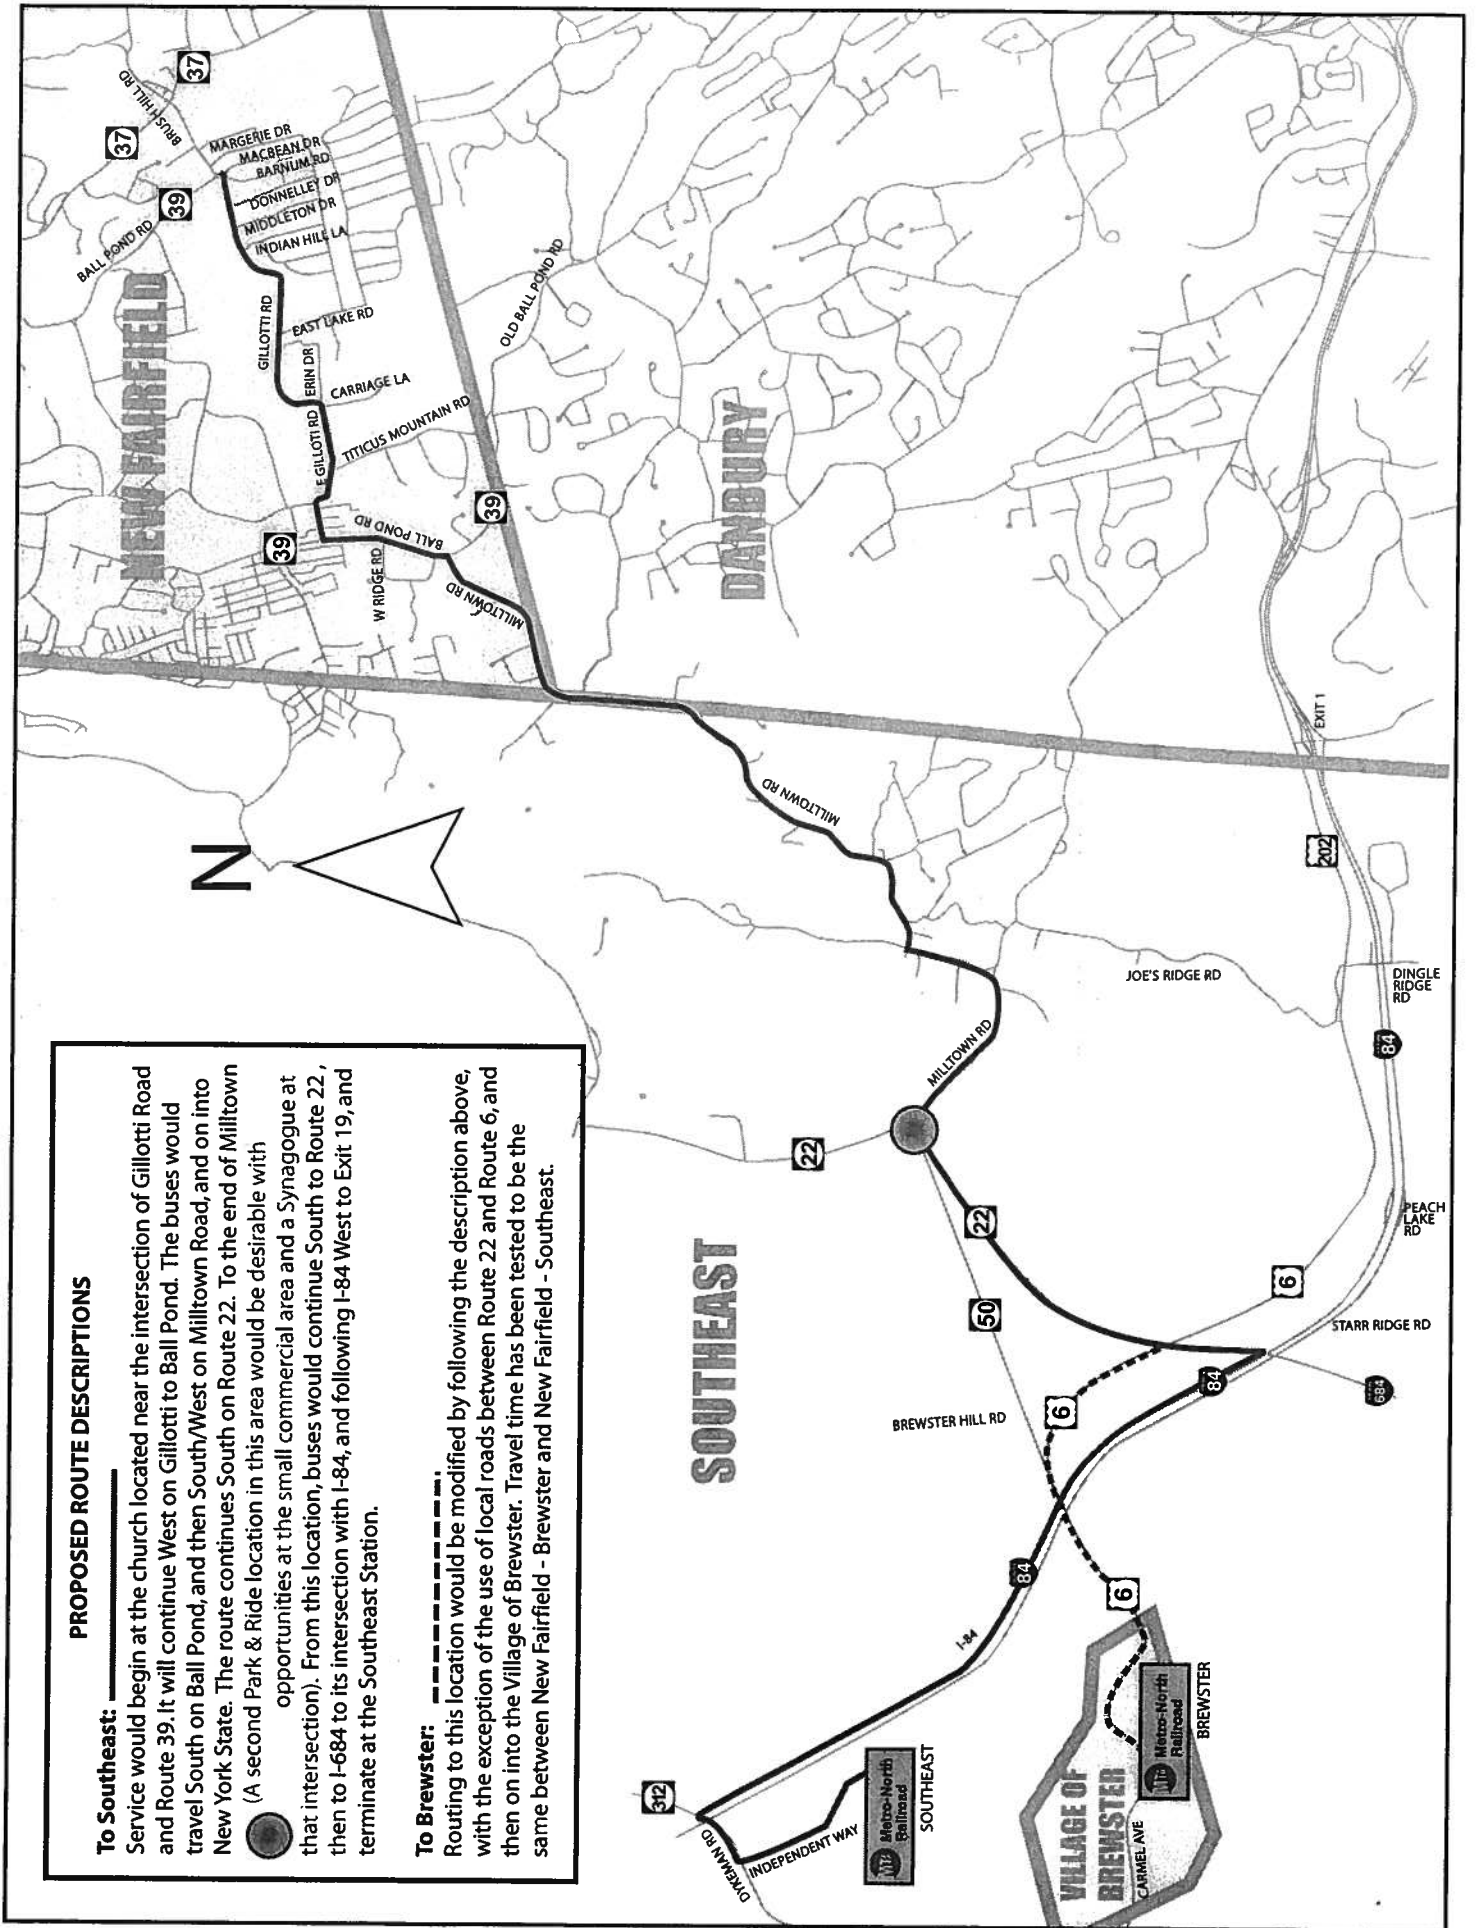 PROPOSED ROUTE DESCRIPTIONS
To Southeast:
Service would begin at the church located near the intersection of Gillotti Road
and Route 39. It will continue West on Gillotti to Ball Pond. The buses would
travel South on Ball Pond, and then South/West on Milltown Road, and on into
New York State. The route continues South on Route 22. To the end of Milltown
(A second Park & Ride location in this area would be desirable with
opportunities at the small commercial area and a Synagogue at
that intersection). From this location, buses would continue South to Route 22,
then to I-684 to its intersection with I-84, and following I-84 West to Exit 19, and
terminate at the Southeast Station.
To Brewster:
Routing to this location would be modified by following the description above,
with the exception of the use of local roads between Route 22 and Route 6, and
then on into the Village of Brewster. Travel time has been tested to be the
same between New Fairfield - Brewster and New Fairfield - Southeast.
N
NEW FAIRFIELD
DANBURY
SOUTHEAST
VILLAGE OF
BREWSTER
37
37
39
BRUSH HILL RD
BALL POND RD
MARGERIE DR
MACBEAN DR
BARNUM RD
DONNELLEY DR
MIDDLETON DR
INDIAN HILL LA
GILLOTTI RD
EAST LAKE RD
ERIN DR
CARRIAGE LA
E GILLOTI RD
TITICUS MOUNTAIN RD
OLD BALL POND RD
39
39
BALL POND RD
W RIDGE RD
MILLTOWN RD
MILLTOWN RD
MILLTOWN RD
EXIT 1
202
JOE'S RIDGE RD
DINGLE
RIDGE
RD
84
PEACH
LAKE
RD
22
22
50
6
STARR RIDGE RD
684
84
6
BREWSTER HILL RD
84
6
I-84
312
DYKEMAN RD
INDEPENDENT WAY
MTA
Metro-North
Railroad
SOUTHEAST
MTA
Metro-North
Railroad
BREWSTER
CARMEL AVE